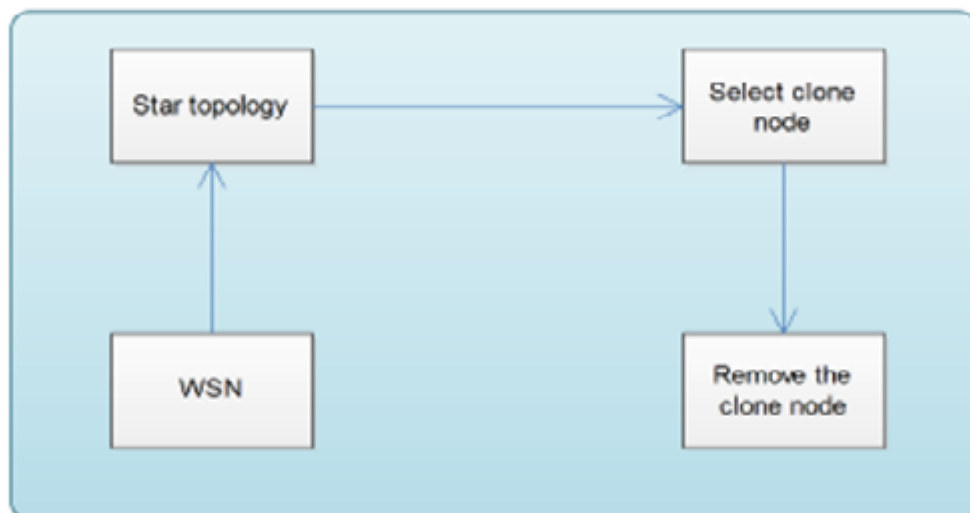 Star topology
Select clone
node
WSN
Remove the
clone node